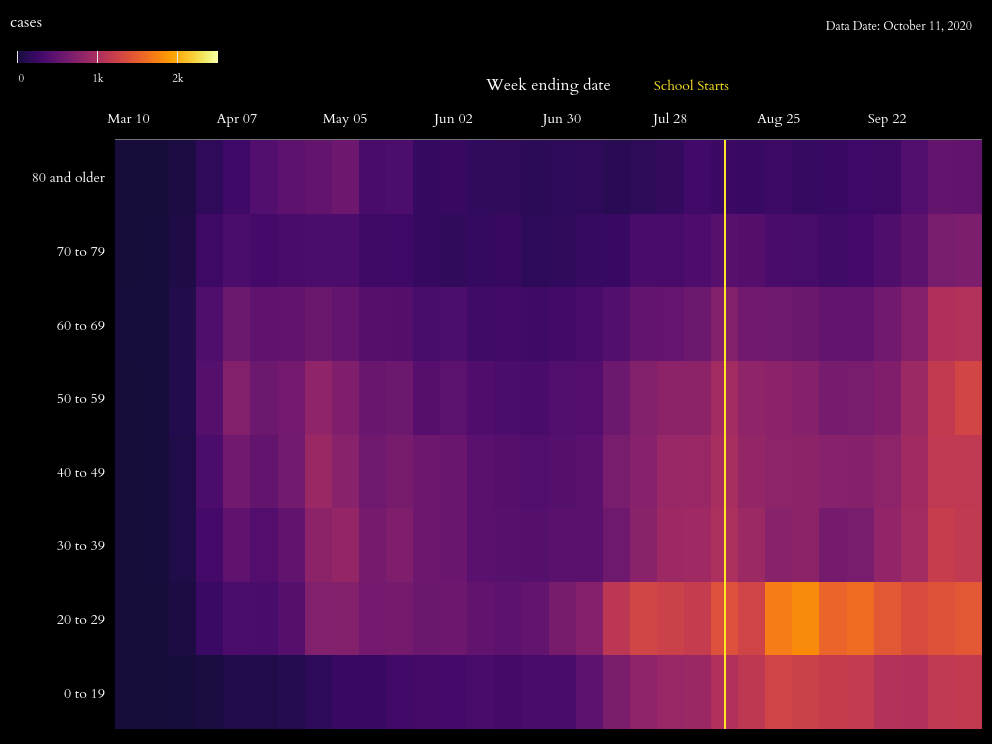 cases
Data Date: October 11, 2020
0 1k 2k
Week ending date School Starts
Mar 10 Apr 07 May 05 Jun 02 Jun 30 Jul 28 Aug 25 Sep 22
80 and older
70 to 79
60 to 69
50 to 59
40 to 49
30 to 39
20 to 29
0 to 19